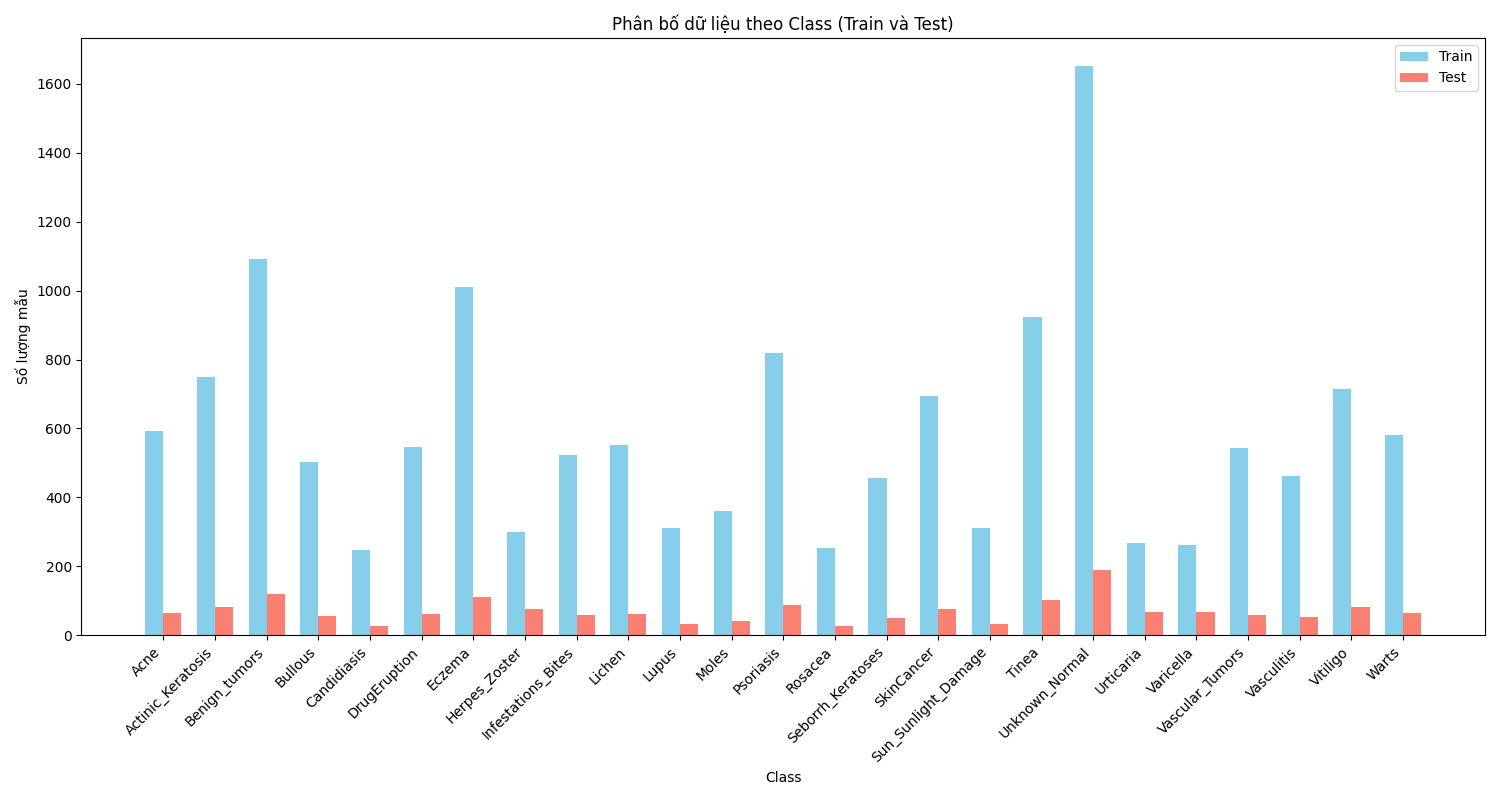 Phân bố dữ liệu theo Class (Train và Test)
Train
Test
Số lượng mẫu
1600
1400
1200
1000
800
600
400
200
0
Acne
Actinic_Keratosis
Benign_tumors
Bullous
Candidiasis
DrugEruption
Eczema
Herpes_Zoster
Infestations_Bites
Lichen
Lupus
Moles
Psoriasis
Rosacea
Seborrh_Keratoses
SkinCancer
Sun_Sunlight_Damage
Tinea
Unknown_Normal
Urticaria
Varicella
Vascular_Tumors
Vasculitis
Vitiligo
Warts
Class